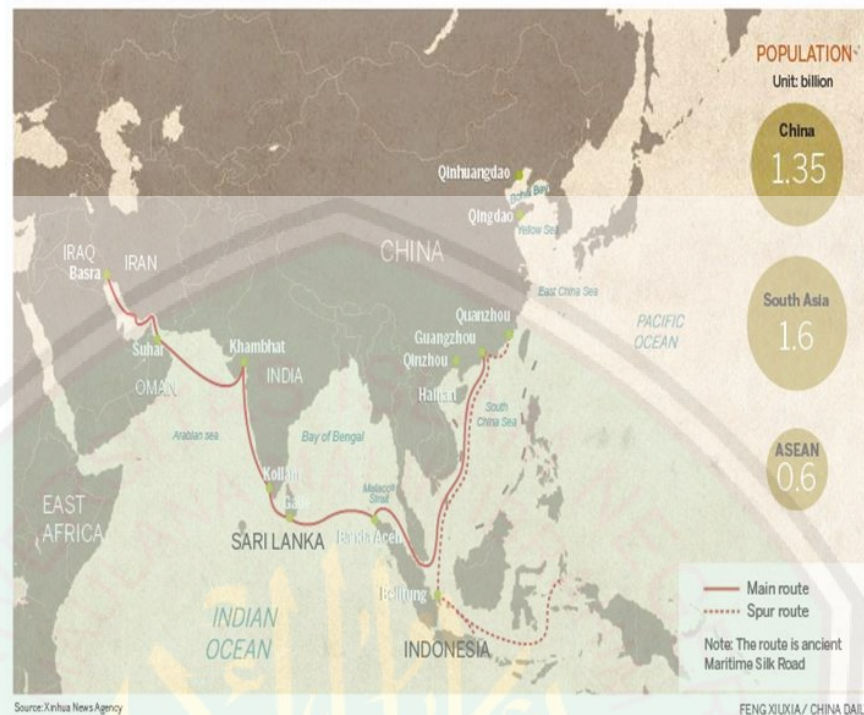 POPULATION
Unit: billion
China
1.35
Qinhuangdao
Bohai Bay
Qingdao
Yellow Sea
CHINA
IRAQ
IRAN
Basra
East China Sea
South Asia
1.6
PACIFIC
OCEAN
Quanzhou
Guangzhou
Suhar
Khambhat
Qinzhou
INDIA
OMAN
Hainan
South
China Sea
Arabian sea
Bay of Bengal
ASEAN
0.6
Kollam
Malacca
Strait
EAST
AFRICA
Galle
SARI LANKA
Banda Aceh
Belitung
Main route
Spur route
INDIAN
OCEAN
INDONESIA
Note: The route is ancient
Maritime Silk Road
Source: Xinhua News Agency
FENG XIUXIA / CHINA DAIL